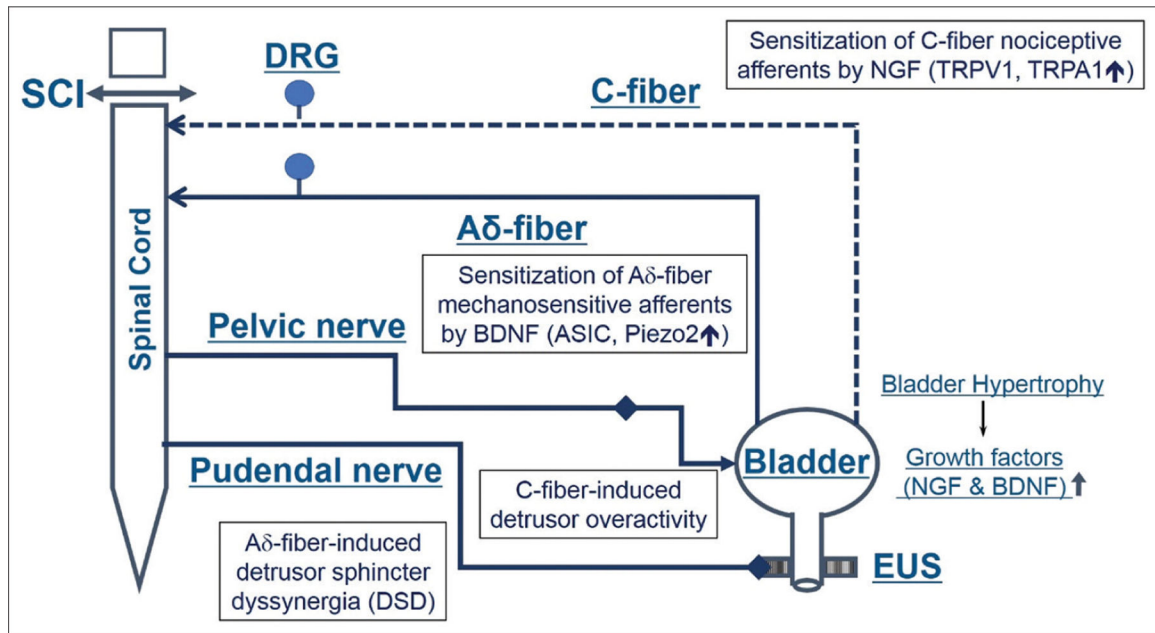 Sensitization of C-fiber nociceptive
afferents by NGF (TRPV1, TRPA1↑)
DRG
SCI
C-fiber
Aδ-fiber
Sensitization of Aδ-fiber
mechanosensitive afferents
by BDNF (ASIC, Piezo2↑)
Spinal Cord
Pelvic nerve
Bladder Hypertrophy
Growth factors
(NGF & BDNF) ↑
Bladder
Pudendal nerve
C-fiber-induced
detrusor overactivity
Aδ-fiber-induced
detrusor sphincter
dyssynergia (DSD)
EUS